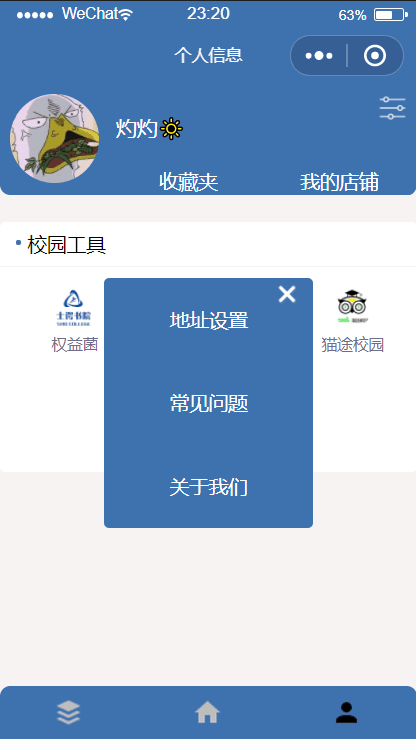 WeChat 23:20 63%
个人信息
灼灼
收藏夹 我的店铺
校园工具
地址设置
权益菌 猫途校园
常见问题
关于我们